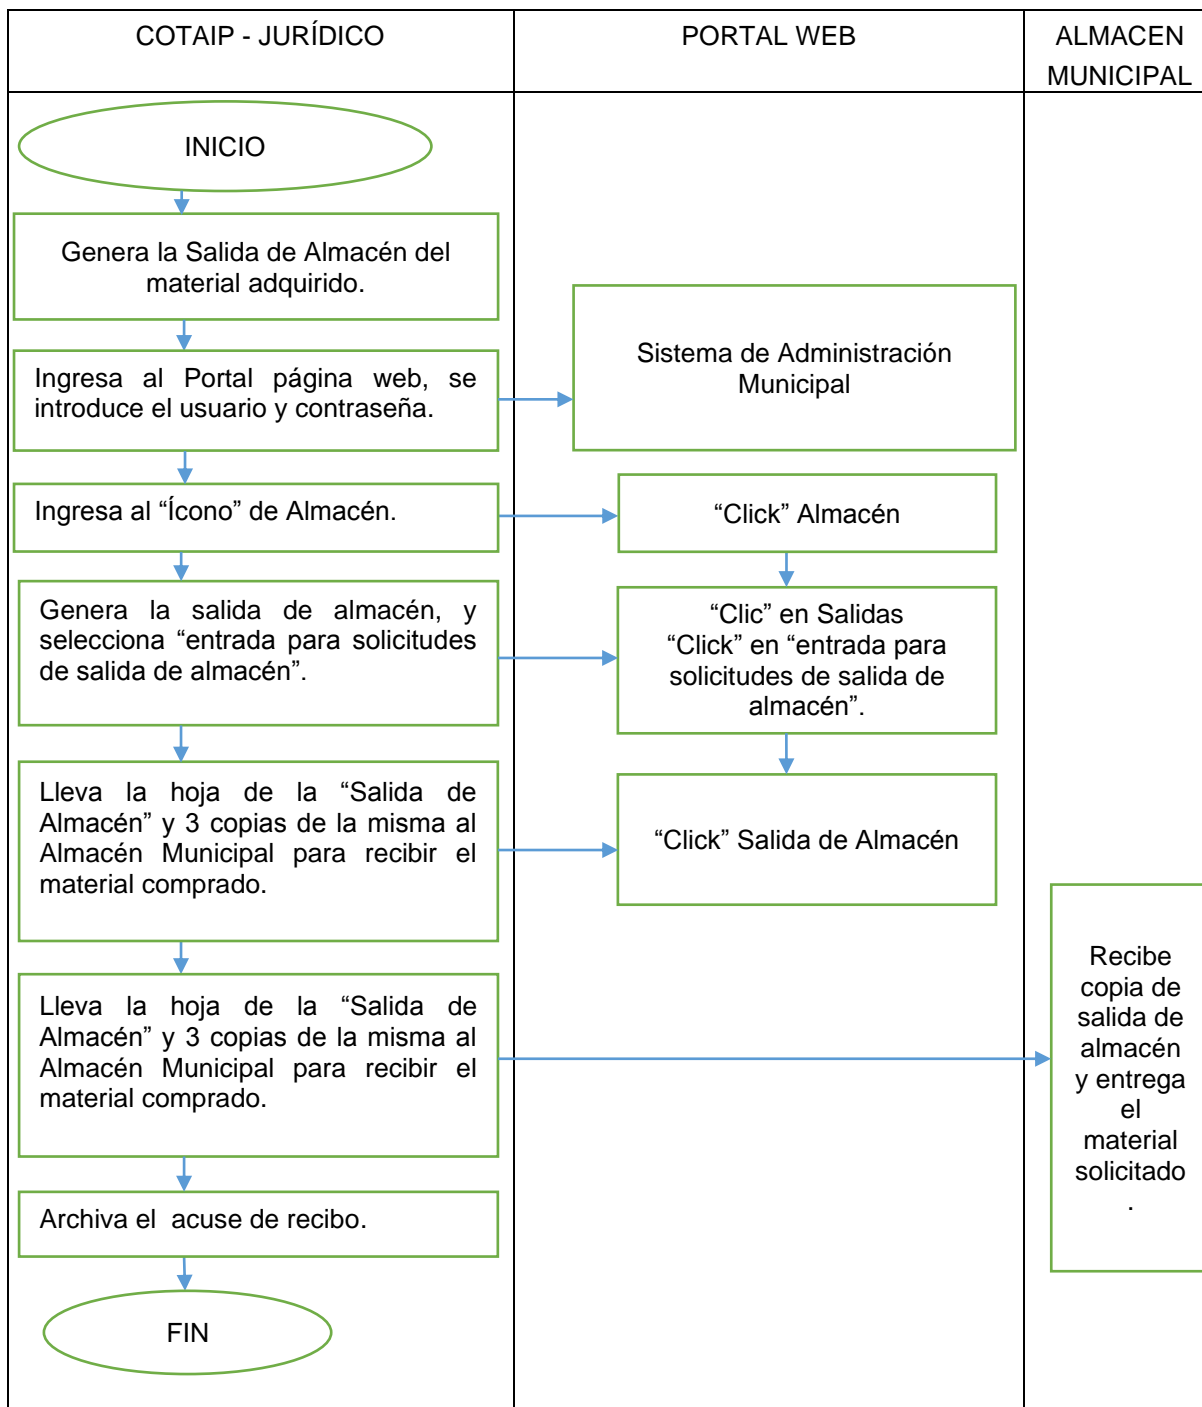 COTAIP - JURÍDICO
PORTAL WEB
ALMACEN
MUNICIPAL
INICIO
Genera la Salida de Almacén del
material adquirido.
Sistema de Administración
Municipal
Ingresa al Portal página web, se
introduce el usuario y contraseña.
Ingresa al “Ícono” de Almacén.
“Click” Almacén
Genera la salida de almacén, y
selecciona “entrada para solicitudes
de salida de almacén”.
“Clic” en Salidas
“Click” en “entrada para
solicitudes de salida de
almacén”.
Lleva la hoja de la “Salida de
Almacén” y 3 copias de la misma al
Almacén Municipal para recibir el
material comprado.
“Click” Salida de Almacén
Lleva la hoja de la “Salida de
Almacén” y 3 copias de la misma al
Almacén Municipal para recibir el
material comprado.
Recibe
copia de
salida de
almacén
y entrega
el
material
solicitado
.
Archiva el  acuse de recibo.
FIN